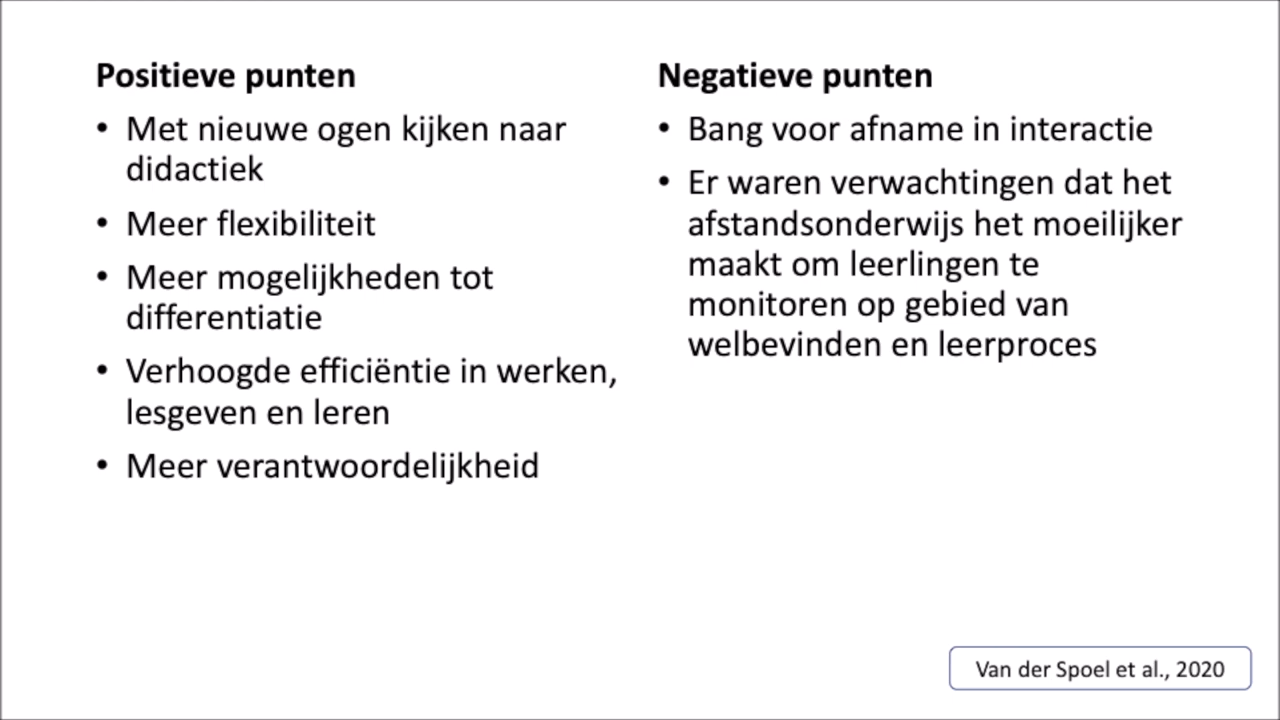 Positieve punten
• Met nieuwe ogen kijken naar
didactiek
• Meer flexibiliteit
• Meer mogelijkheden tot
differentiatie
• Verhoogde efficiëntie in werken,
lesgeven en leren
• Meer verantwoordelijkheid
Negatieve punten
• Bang voor afname in interactie
• Er waren verwachtingen dat het
afstandsonderwijs het moeilijker
maakt om leerlingen te
monitoren op gebied van
welbevinden en leerproces
Van der Spoel et al., 2020